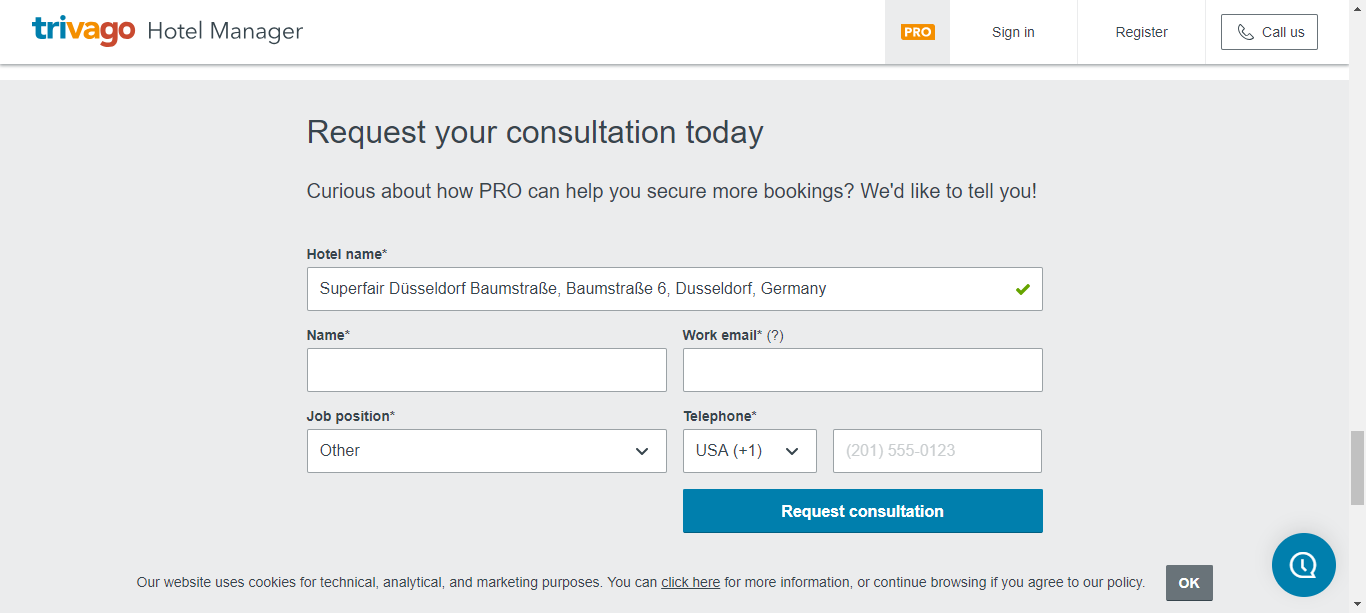 trivago Hotel Manager
PRO
Sign in
Register
Call us
Request your consultation today
Curious about how PRO can help you secure more bookings? We'd like to tell you!
Hotel name*
Superfair Düsseldorf Baumstraße, Baumstraße 6, Dusseldorf, Germany
Name*
Work email* (?)
Job position*
Telephone*
Other
USA (+1)
(201) 555-0123
Request consultation
Our website uses cookies for technical, analytical, and marketing purposes. You can click here for more information, or continue browsing if you agree to our policy.
OK